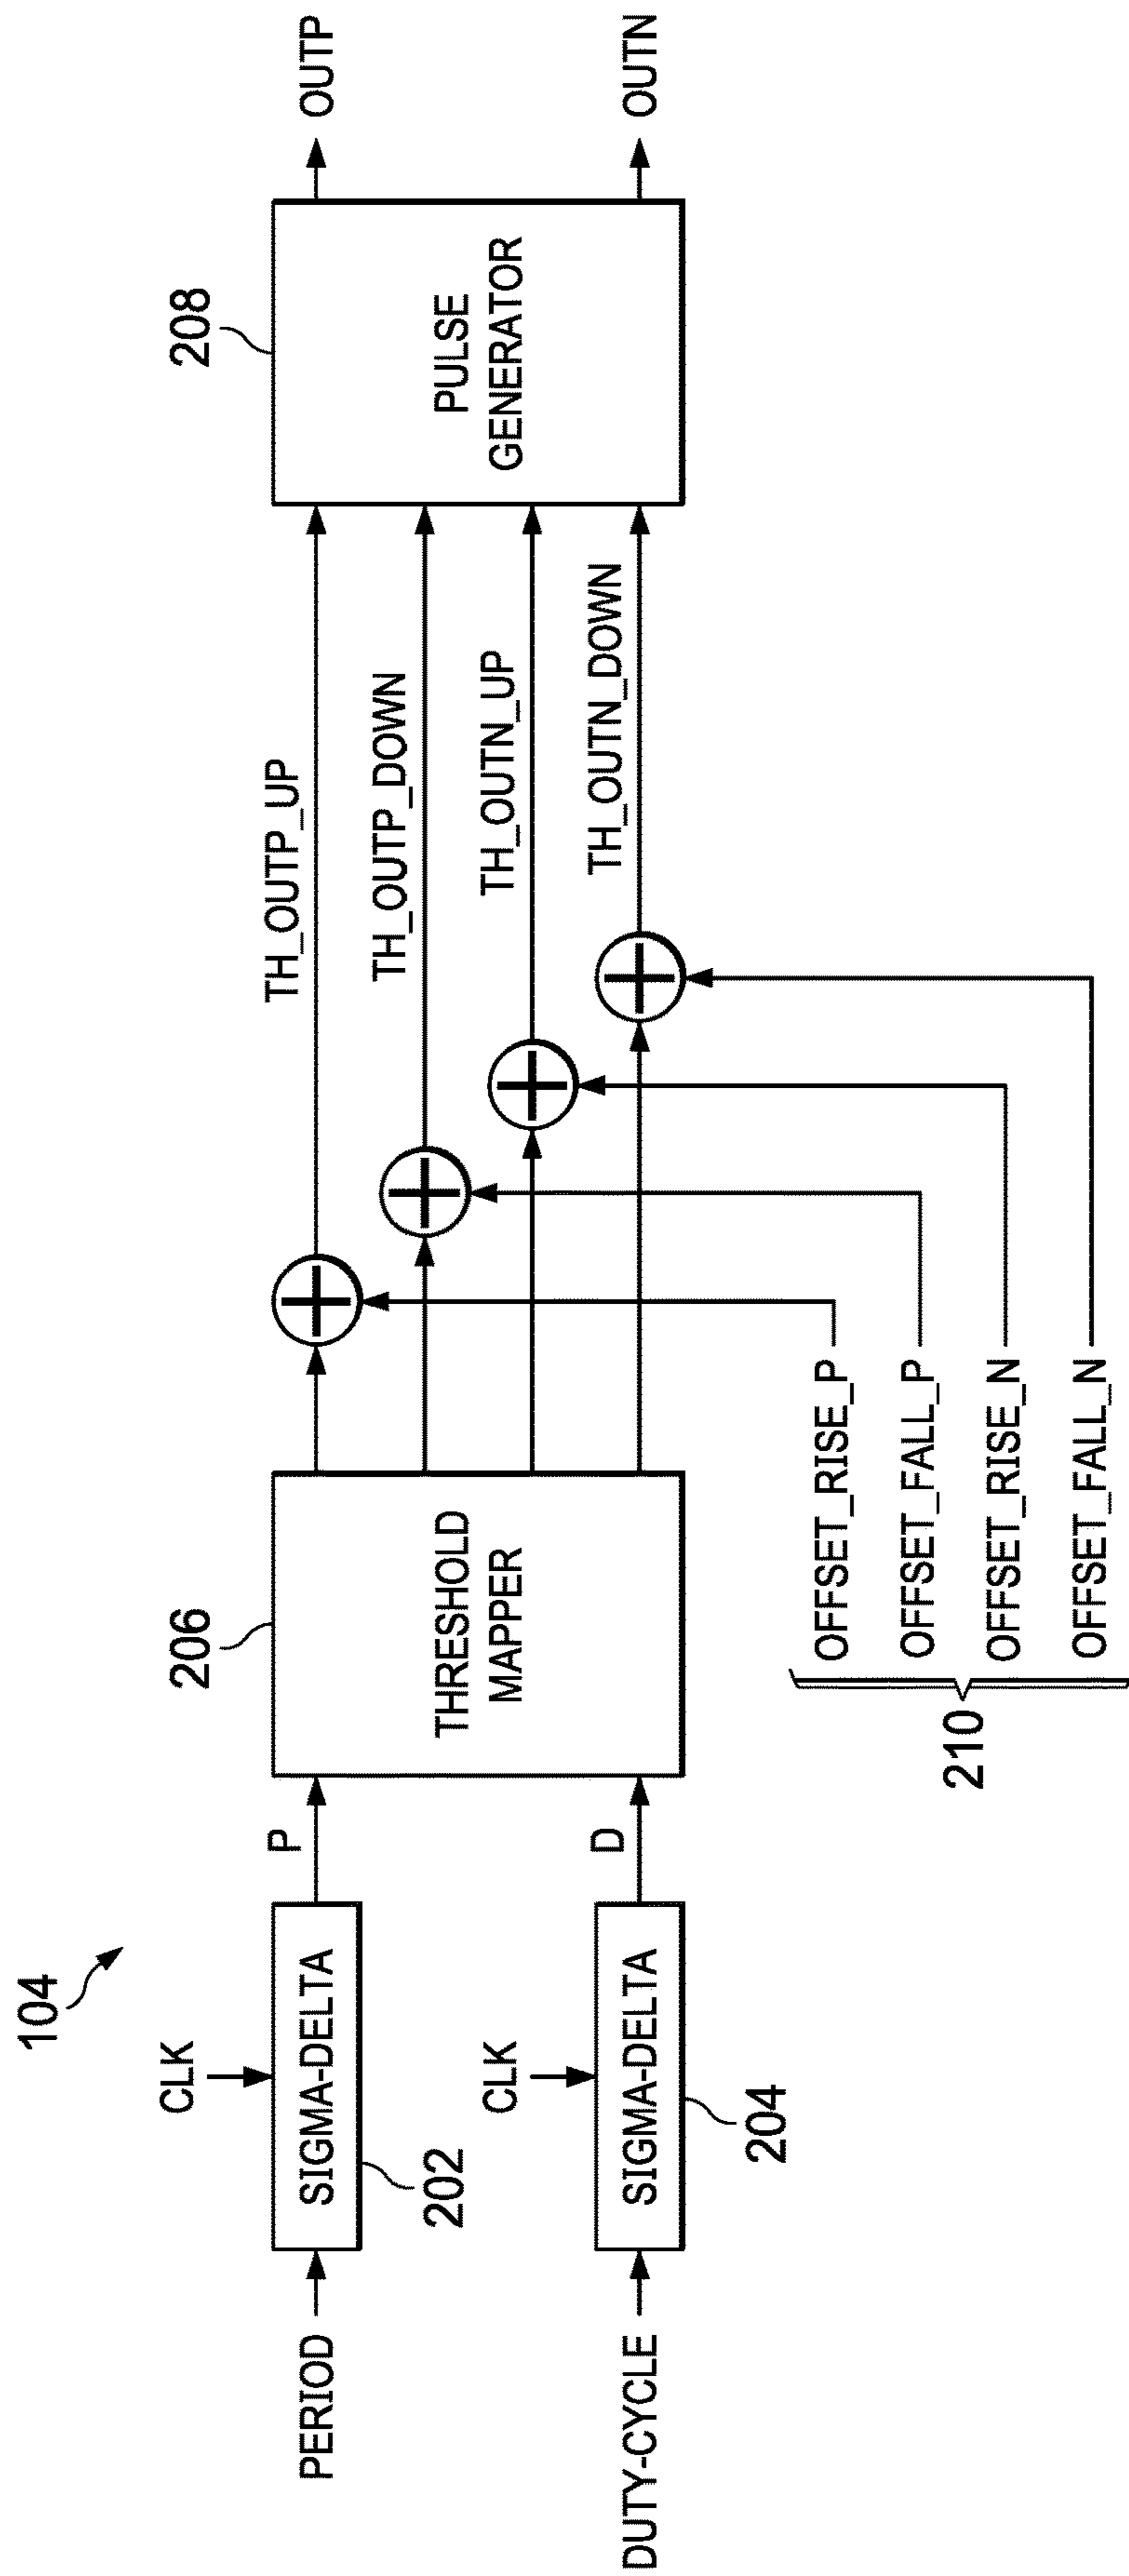 104
CLK
PERIOD
SIGMA-DELTA
202
P
CLK
DUTY-CYCLE
SIGMA-DELTA
204
D
206
THRESHOLD
MAPPER
OFFSET_RISE_P
OFFSET_FALL_P
OFFSET_RISE_N
OFFSET_FALL_N
210
TH_OUTP_UP
TH_OUTP_DOWN
TH_OUTN_UP
TH_OUTN_DOWN
208
PULSE
GENERATOR
OUTP
OUTN